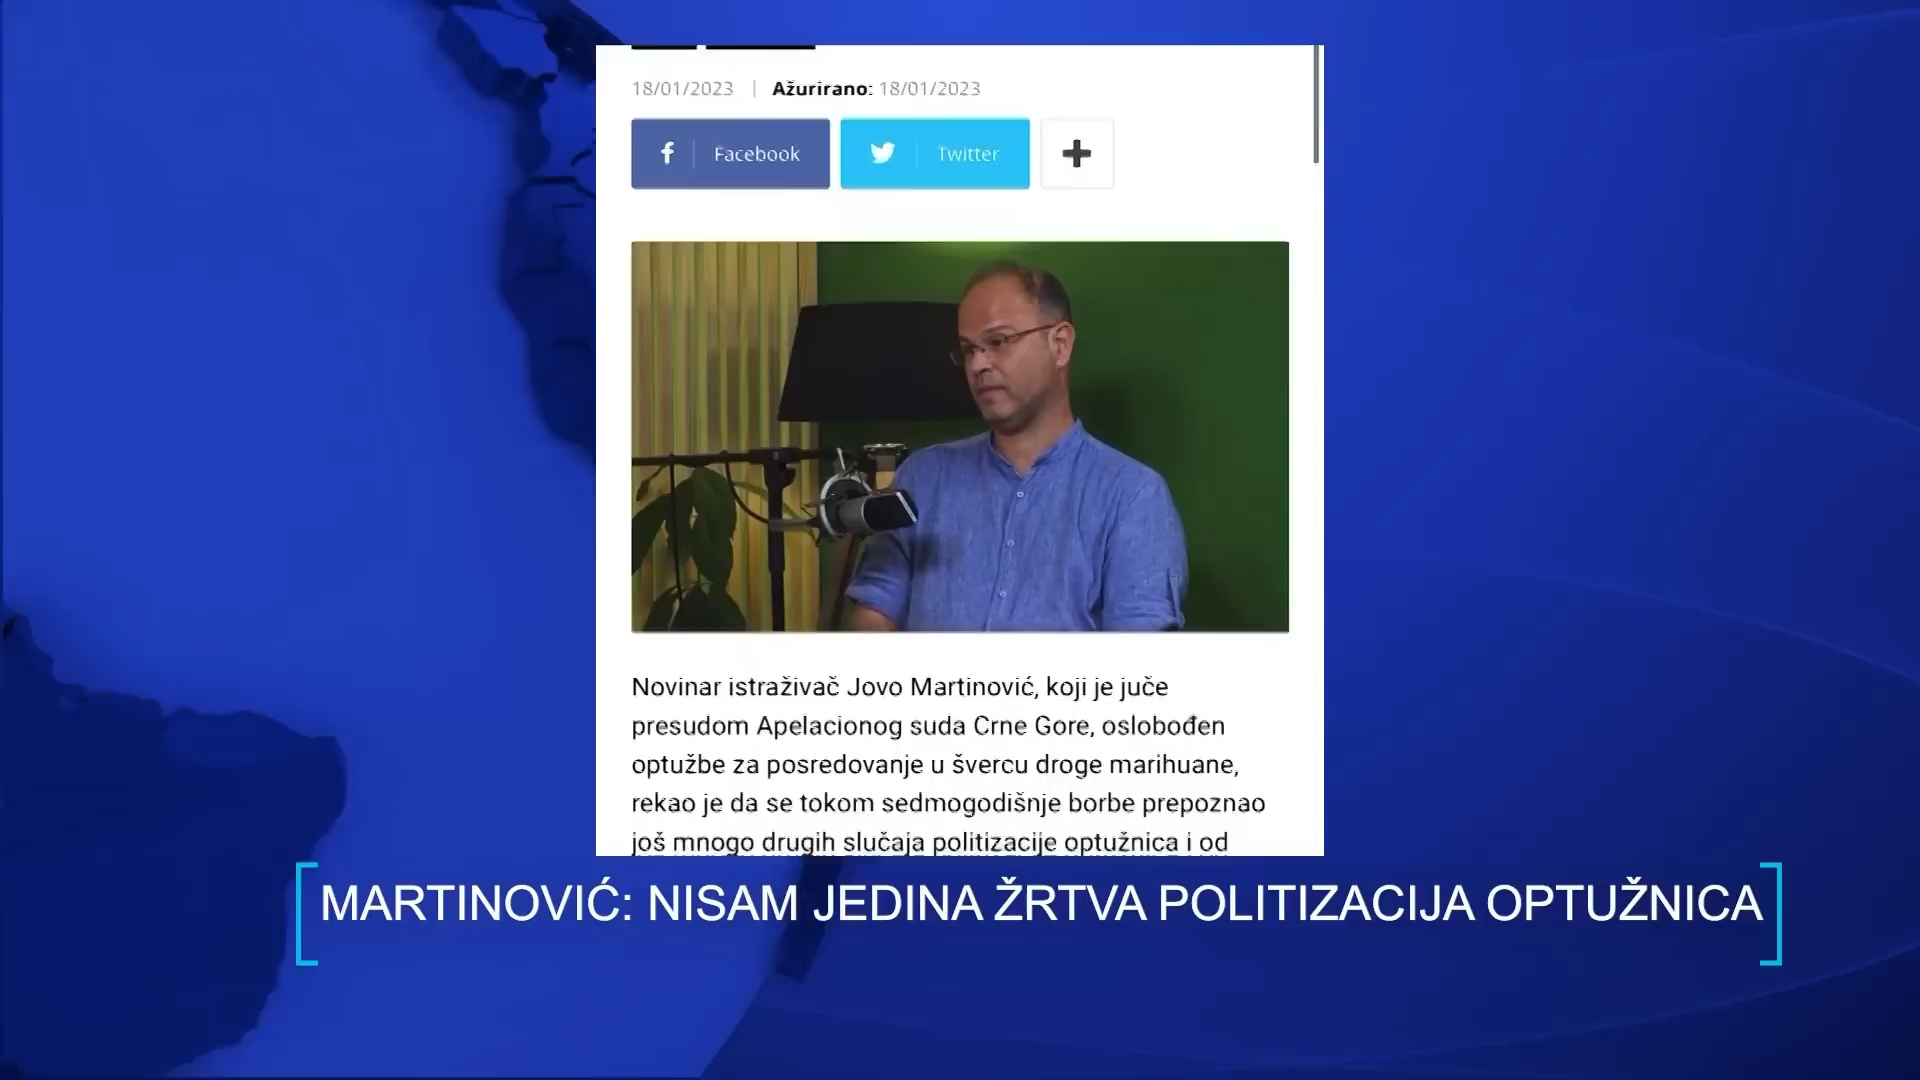 18/01/2023 | Ažurirano: 18/01/2023
Facebook
Twitter
Novinar istraživač Jovo Martinović, koji je juče
presudom Apelacionog suda Crne Gore, oslobođen
optužbe za posredovanje u švercu droge marihuane,
rekao je da se tokom sedmogodišnje borbe prepoznao
još mnogo drugih slučaja politizacije optužnica i od
MARTINOVIĆ: NISAM JEDINA ŽRTVA POLITIZACIJA OPTUŽNICA